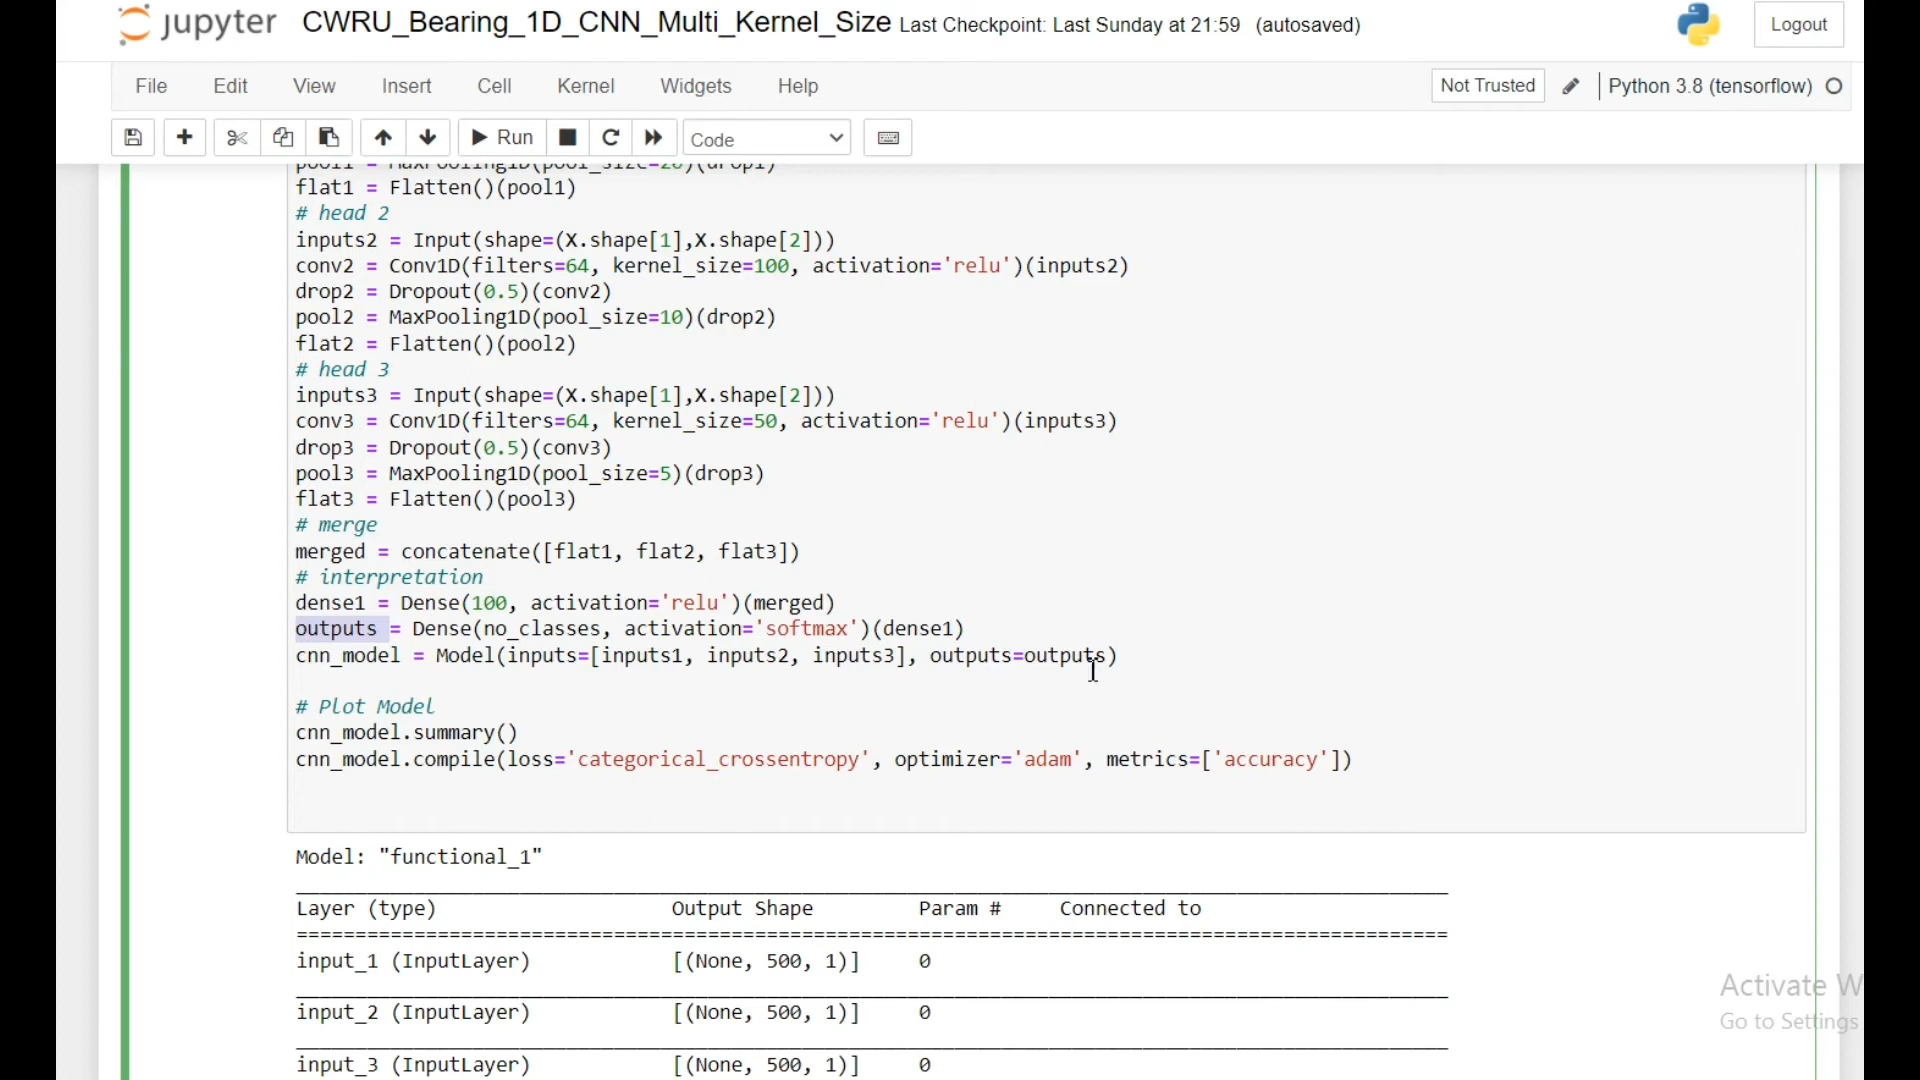 jupyter CWRU_Bearing_1D_CNN_Multi_Kernel_Size Last Checkpoint: Last Sunday at 21:59 (autosaved) Logout
File Edit View Insert Cell Kernel Widgets Help Not Trusted Python 3.8 (tensorflow)
Run Code
pool1 = MaxPooling1D(pool_size=20)(drop1)
flat1 = Flatten()(pool1)
# head 2
inputs2 = Input(shape=(X.shape[1],X.shape[2]))
conv2 = Conv1D(filters=64, kernel_size=100, activation='relu')(inputs2)
drop2 = Dropout(0.5)(conv2)
pool2 = MaxPooling1D(pool_size=10)(drop2)
flat2 = Flatten()(pool2)
# head 3
inputs3 = Input(shape=(X.shape[1],X.shape[2]))
conv3 = Conv1D(filters=64, kernel_size=50, activation='relu')(inputs3)
drop3 = Dropout(0.5)(conv3)
pool3 = MaxPooling1D(pool_size=5)(drop3)
flat3 = Flatten()(pool3)
# merge
merged = concatenate([flat1, flat2, flat3])
# interpretation
dense1 = Dense(100, activation='relu')(merged)
outputs = Dense(no_classes, activation='softmax')(dense1)
cnn_model = Model(inputs=[inputs1, inputs2, inputs3], outputs=outputs)
# Plot Model
cnn_model.summary()
cnn_model.compile(loss='categorical_crossentropy', optimizer='adam', metrics=['accuracy'])
Model: "functional_1"
Layer (type) Output Shape Param # Connected to
input_1 (InputLayer) [(None, 500, 1)] 0
input_2 (InputLayer) [(None, 500, 1)] 0
input_3 (InputLayer) [(None, 500, 1)] 0
Activate W
Go to Settings